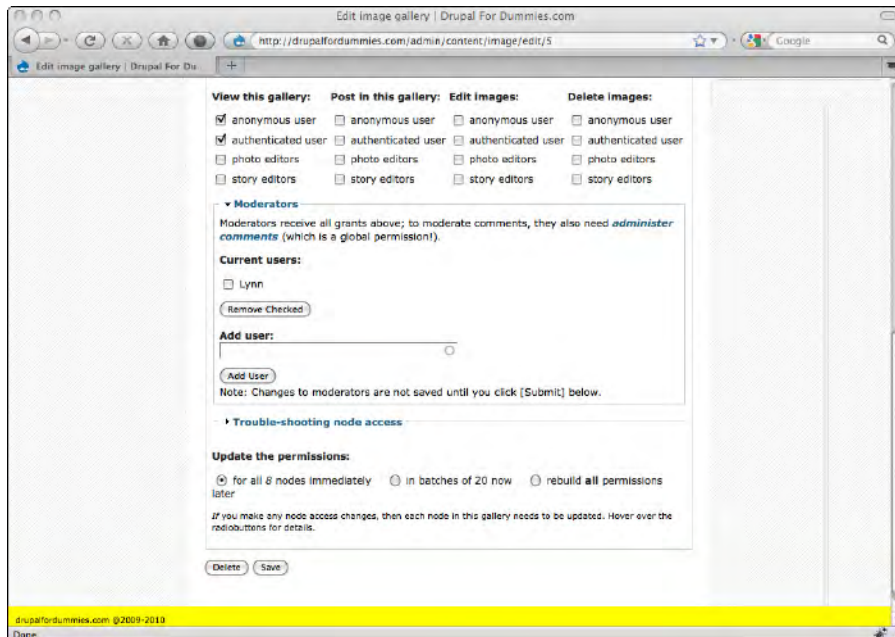 Edit image gallery | Drupal For Dummies.com
http://drupalfordummies.com/admin/content/image/edit/5
Google
Edit image gallery | Drupal For Du
View this gallery: Post in this gallery: Edit images: Delete images:
anonymous user anonymous user anonymous user anonymous user
authenticated user authenticated user authenticated user authenticated user
photo editors photo editors photo editors photo editors
story editors story editors story editors story editors
Moderators
Moderators receive all grants above; to moderate comments, they also need administer
comments (which is a global permission!).
Current users:
Lynn
Remove Checked
Add user:
Add User
Note: Changes to moderators are not saved until you click [Submit] below.
Trouble-shooting node access
Update the permissions:
for all 8 nodes immediately in batches of 20 now rebuild all permissions
later
If you make any node access changes, then each node in this gallery needs to be updated. Hover over the
radiobuttons for details.
Delete Save
drupalfordummies.com @2009-2010
Done